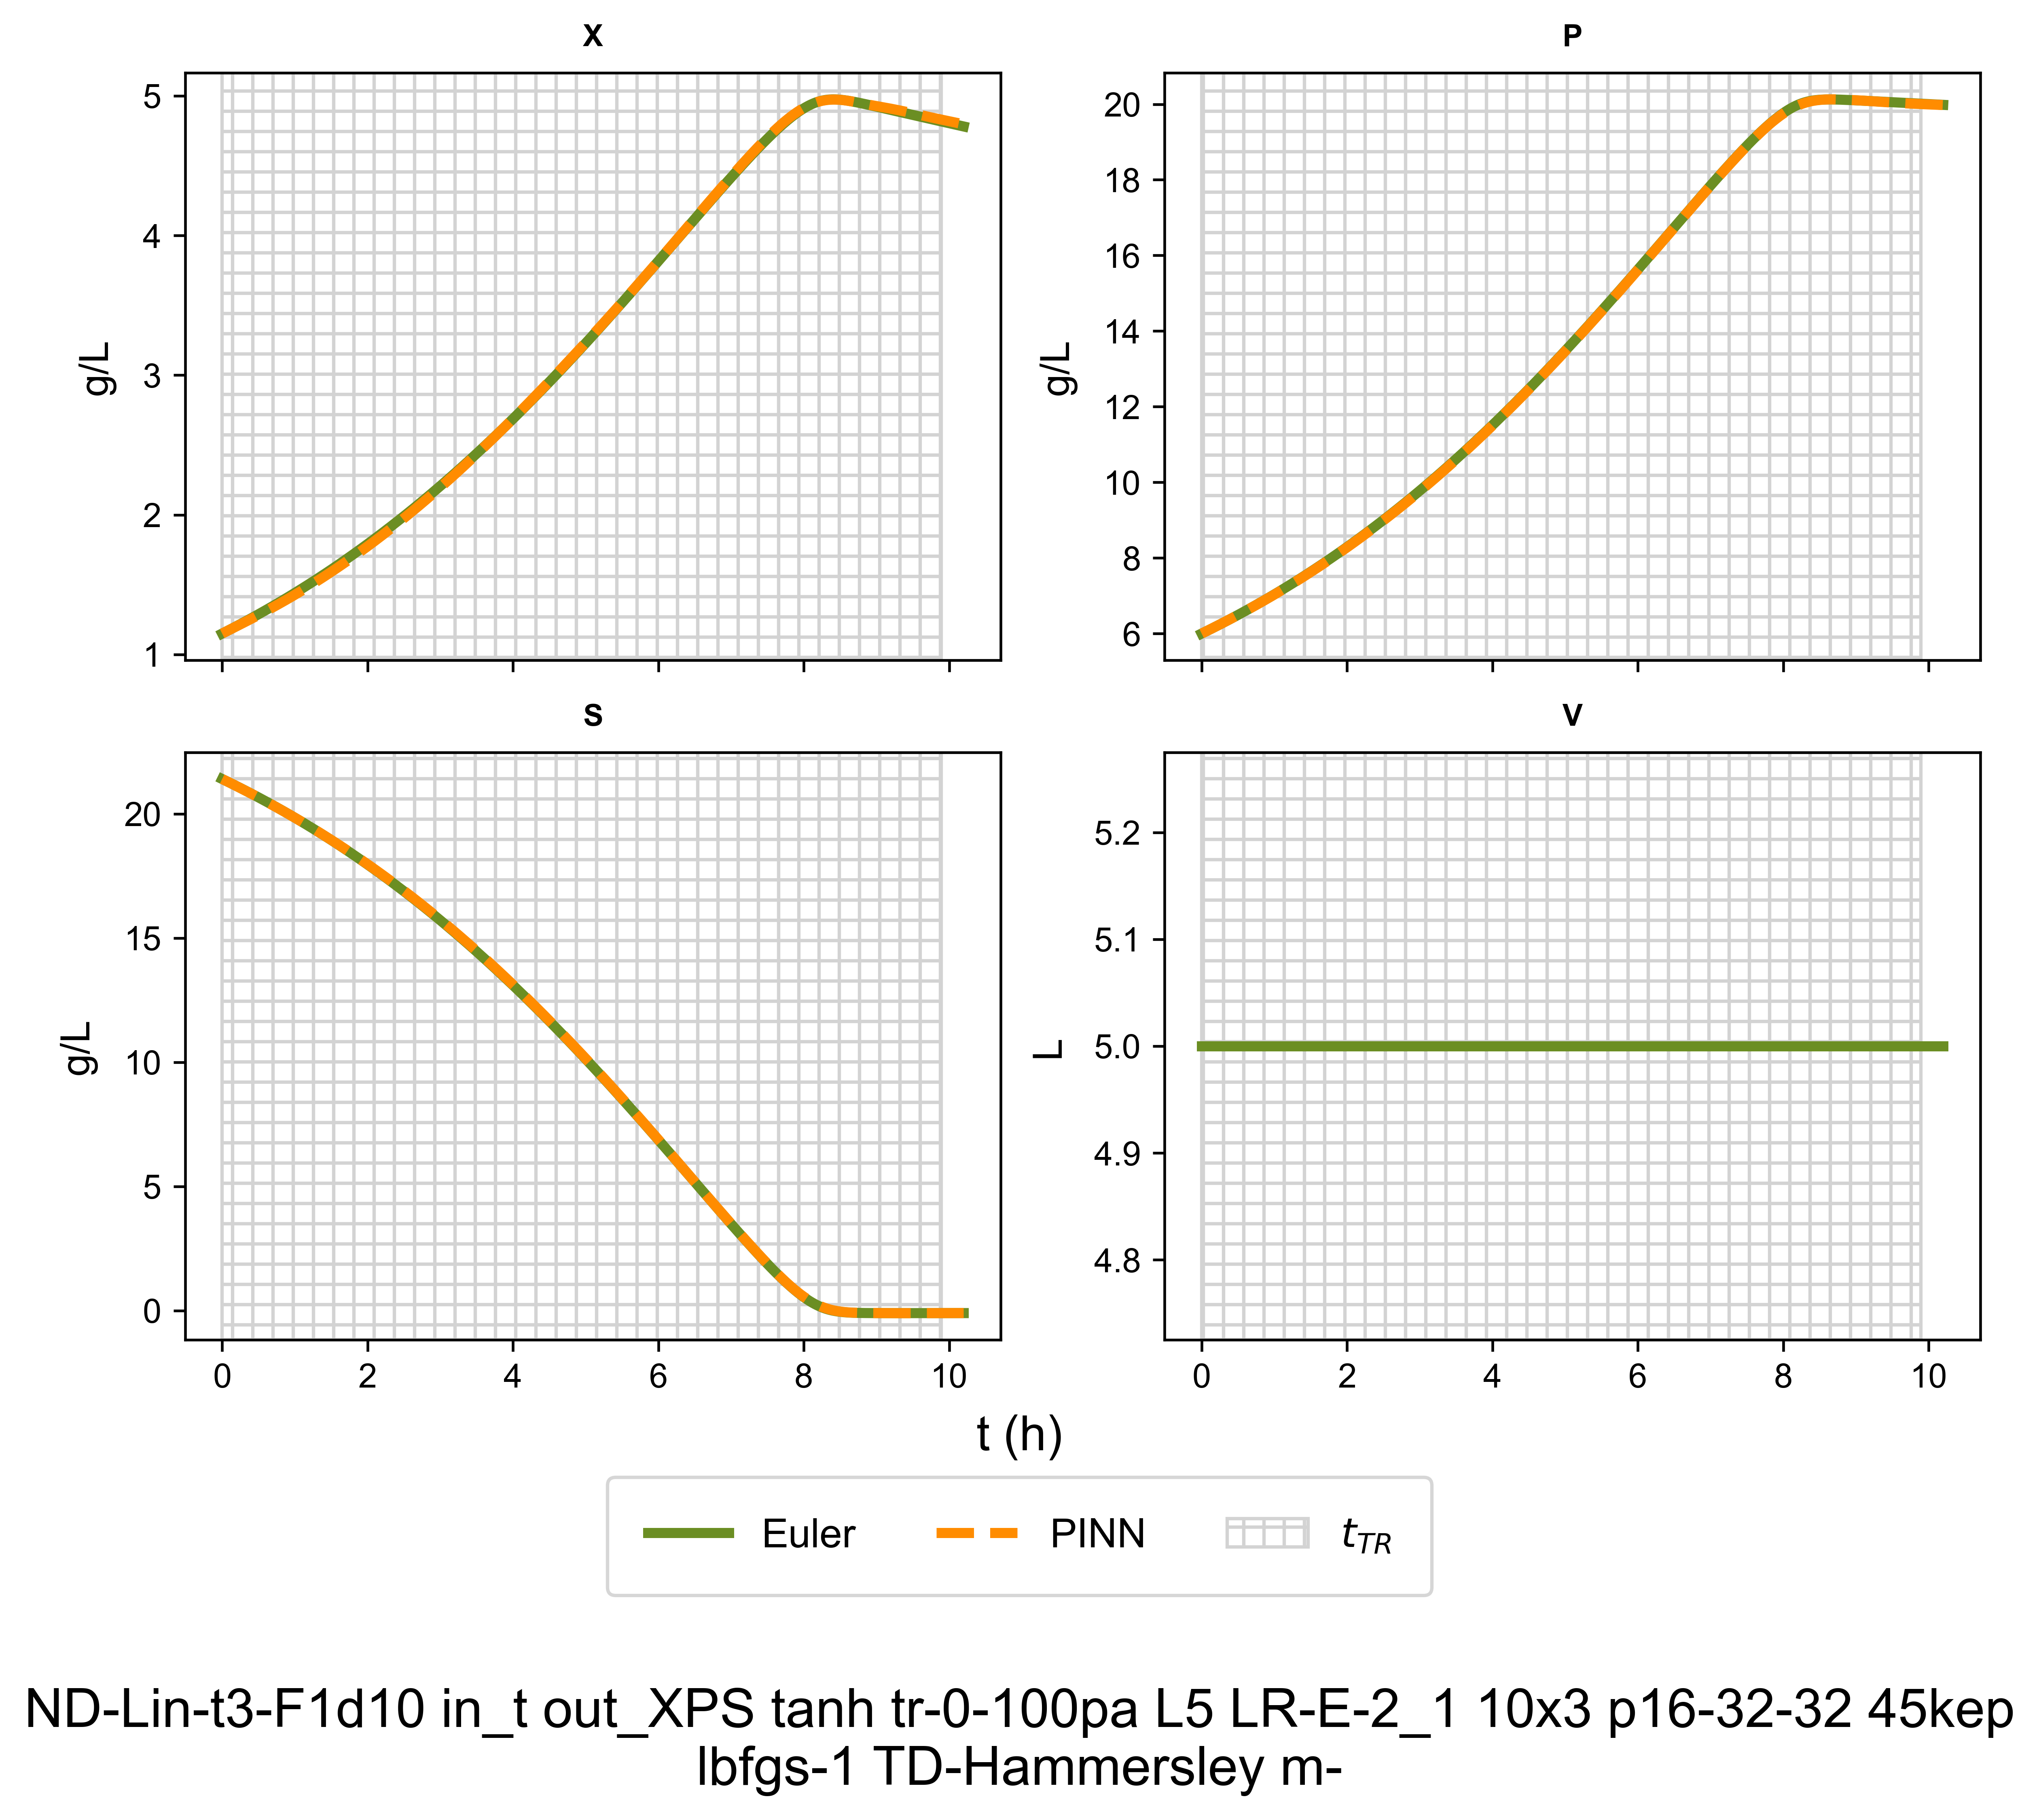 X
P
5
4
3
2
1
g/L
20
18
16
14
12
10
8
6
g/L
S
V
20
15
10
5
0
g/L
0 2 4 6 8 10
5.2
5.1
5.0
4.9
4.8
L
0 2 4 6 8 10
t (h)
Euler PINN t_{TR}
ND-Lin-t3-F1d10 in_t out_XPS tanh tr-0-100pa L5 LR-E-2_1 10x3 p16-32-32 45kep
lbfgs-1 TD-Hammersley m-